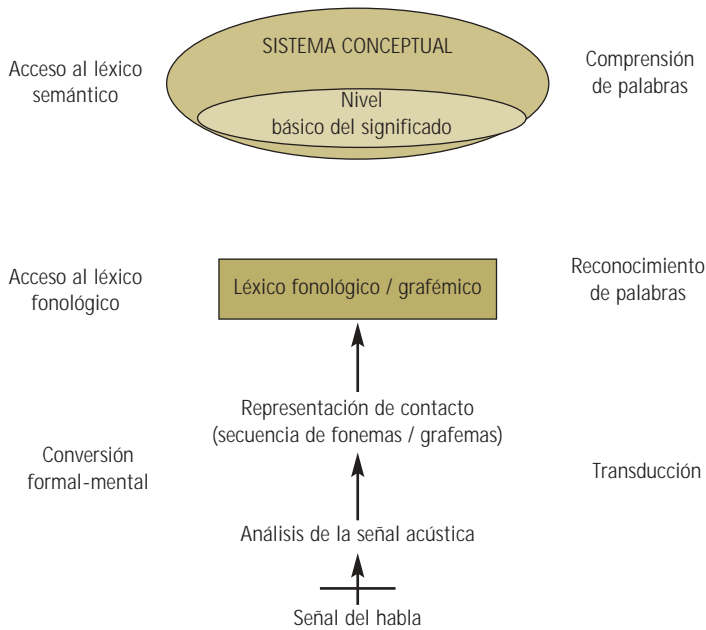 SISTEMA CONCEPTUAL
Acceso al léxico
semántico
Comprensión
de palabras
Nivel
básico del significado
Acceso al léxico
fonológico
Léxico fonológico / grafémico
Reconocimiento
de palabras
Representación de contacto
(secuencia de fonemas / grafemas)
Conversión
formal-mental
Transducción
Análisis de la señal acústica
Señal del habla